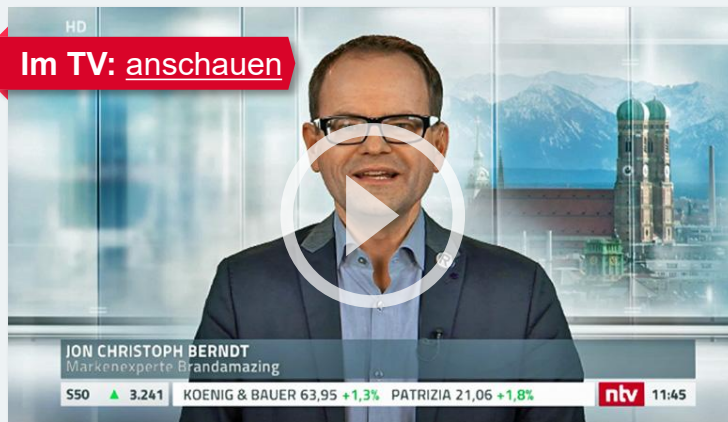 HD
Im TV: anschauen
JON CHRISTOPH BERNDT
Markenexperte Brandamazing
S50 ▲ 3.241 KOENIG & BAUER 63,95 +1,3% PATRIZIA 21,06 +1,8% ntv 11:45